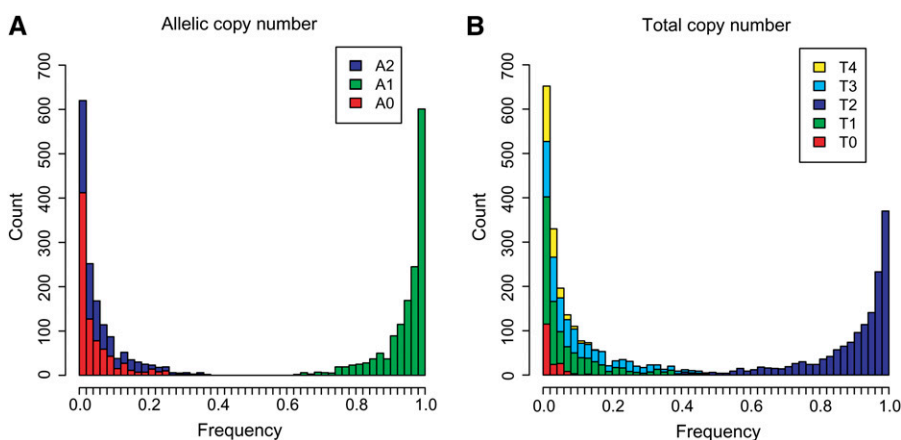 A
Allelic copy number
A2
A1
A0
Count
700
600
500
400
300
200
100
0
0.0 0.2 0.4 0.6 0.8 1.0
Frequency
B
Total copy number
T4
T3
T2
T1
T0
Count
700
600
500
400
300
200
100
0
0.0 0.2 0.4 0.6 0.8 1.0
Frequency